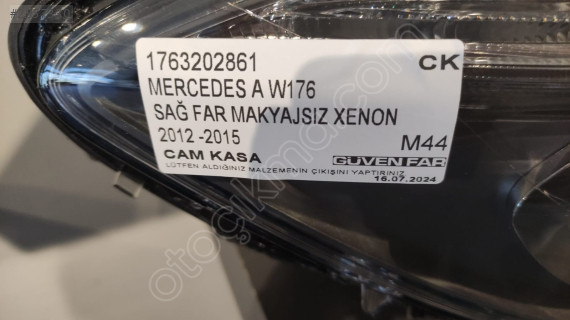 1763202861 CK
MERCEDES A W176
SAĞ FAR MAKYAJSIZ XENON
2012 -2015 M44
CAM KASA GÜVEN FAR
LÜTFEN ALDIĞINIZ MALZEMENİN ÇIKIŞINI YAPTIRINIZ
16.07.2024
otoçıkma.com